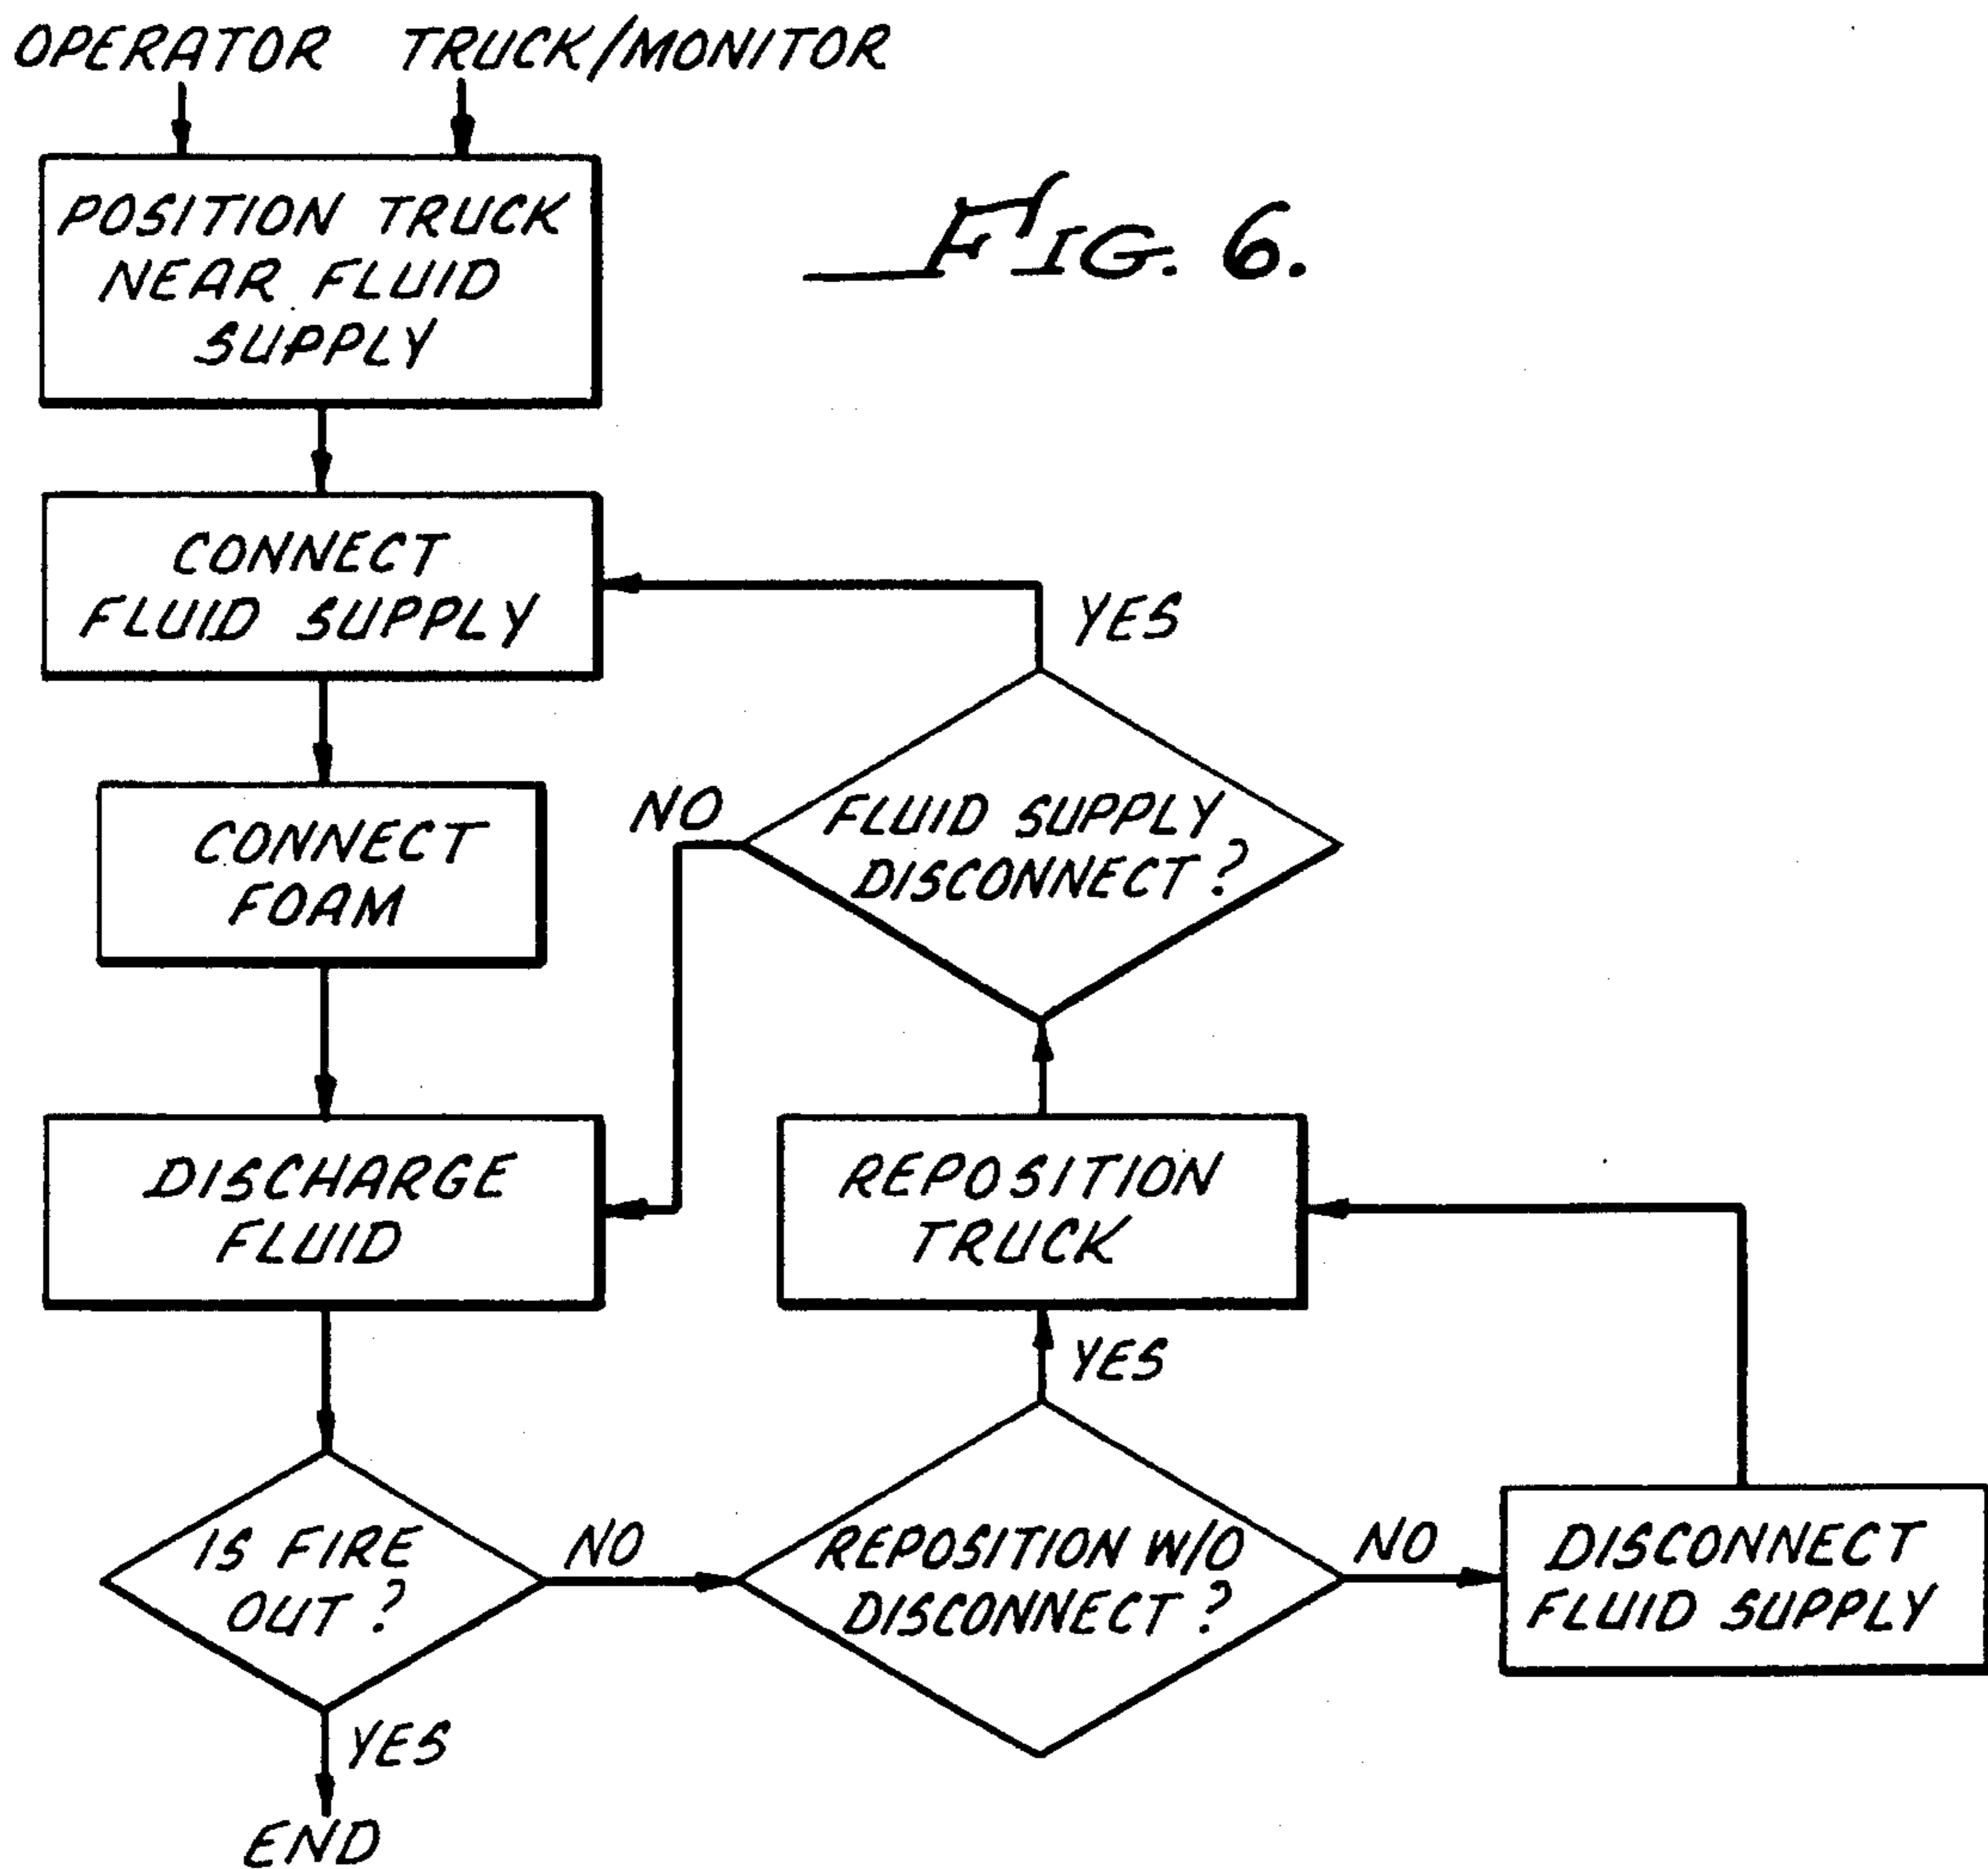 OPERATOR TRUCK/MONITOR
POSITION TRUCK
NEAR FLUID
SUPPLY
FIG. 6.
CONNECT
FLUID SUPPLY
YES
CONNECT
FOAM
NO
FLUID SUPPLY
DISCONNECT?
DISCHARGE
FLUID
REPOSITION
TRUCK
YES
IS FIRE
OUT?
NO
REPOSITION W/O
DISCONNECT?
NO
DISCONNECT
FLUID SUPPLY
YES
END